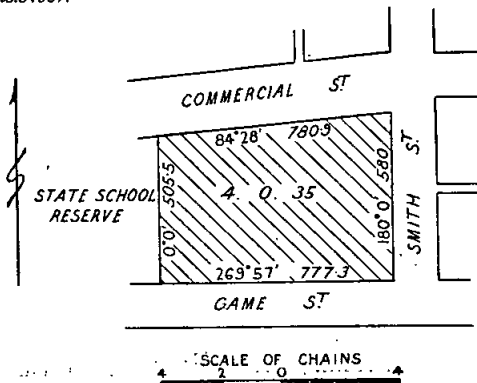 COMMERCIAL ST
84°28' 780·9
STATE SCHOOL
RESERVE
0°0' 505·5
4 . 0 . 35
180°0' 580
SMITH ST
269°57' 777·3
GAME ST
SCALE OF CHAINS
4 2 0 4